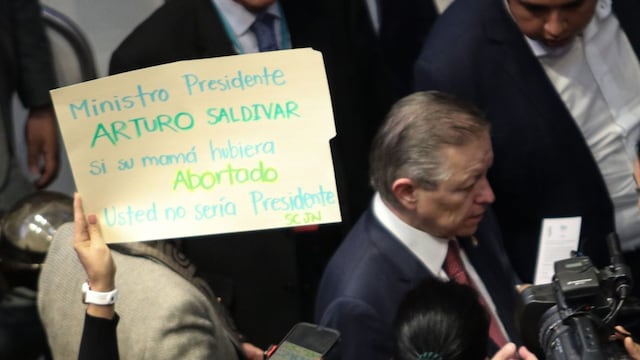 Ministro Presidente
ARTURO SALDIVAR
si su mamá hubiera
Abortado
Usted no sería Presidente
SCJN